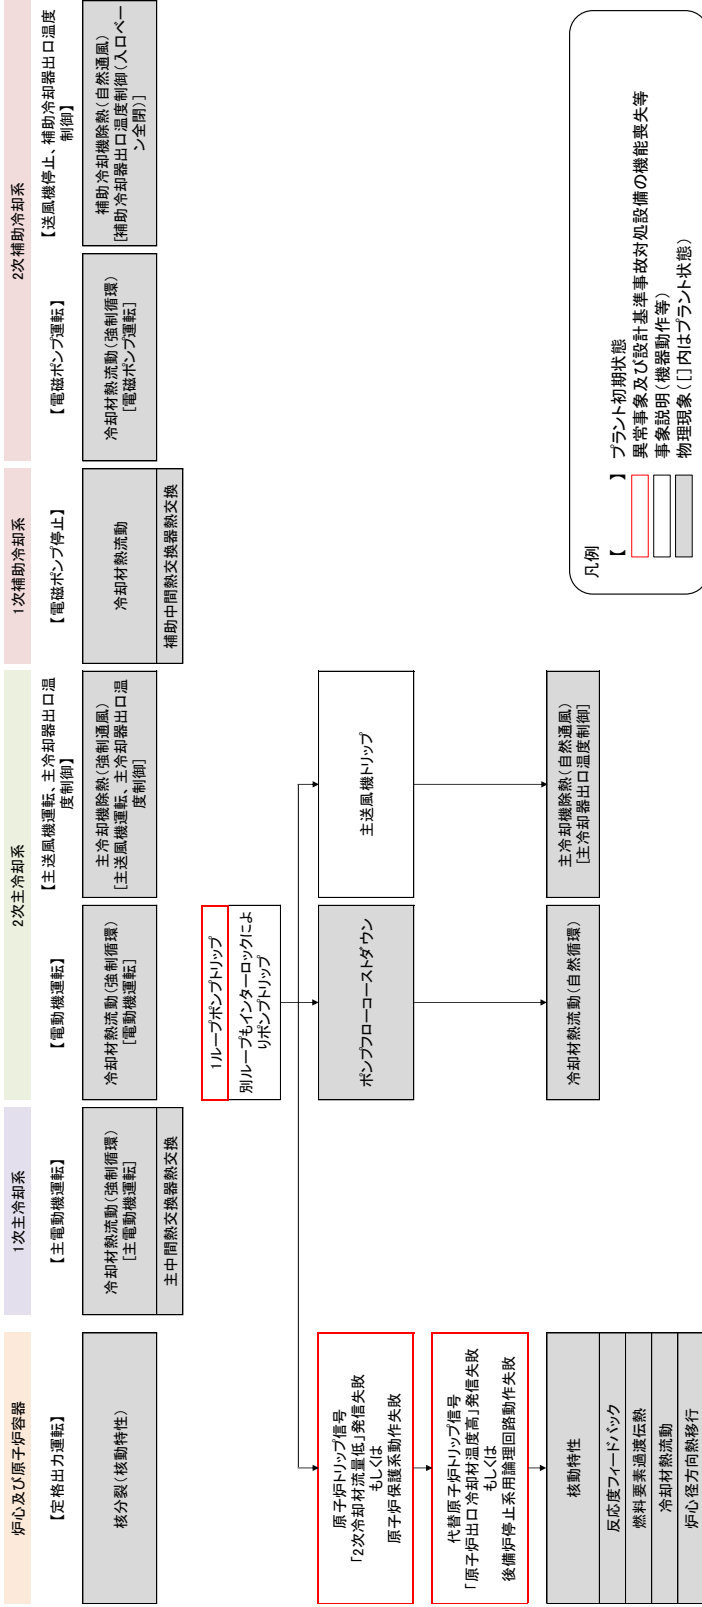 炉心及び原子炉容器
1次主冷却系
2次主冷却系
1次補助冷却系
2次補助冷却系
【定格出力運転】
【主電動機運転】
【電動機運転】
【主送風機運転、主冷却器出口温
度制御】
【電磁ポンプ停止】
【電磁ポンプ運転】
【送風機停止、補助冷却器出口温度
制御】
核分裂(核動特性)
冷却材熱流動(強制循環)
[主電動機運転]
主中間熱交換器熱交換
冷却材熱流動(強制循環)
[電動機運転]
主冷却機除熱(強制通風)
[主送風機運転、主冷却器出口温
度制御]
冷却材熱流動
補助中間熱交換器熱交換
冷却材熱流動(強制循環)
[電磁ポンプ運転]
補助冷却機除熱(自然通風)
[補助冷却器出口温度制御(入口ベー
ン全閉)]
1ループポンプトリップ
別ループもインターロックによ
りポンプトリップ
原子炉トリップ信号
「2次冷却材流量低」発信失敗
もしくは
原子炉保護系動作失敗
ポンプフローコーストダウン
主送風機トリップ
代替原子炉トリップ信号
「原子炉出口冷却材温度高」発信失敗
もしくは
後備炉停止系用論理回路動作失敗
核動特性
反応度フィードバック
燃料要素過渡伝熱
冷却材熱流動
炉心径方向熱移行
冷却材熱流動(自然循環)
主冷却機除熱(自然通風)
[主冷却器出口温度制御]
凡例
【 】 プラント初期状態
異常事象及び設計基準事故対処設備の機能喪失等
事象説明(機器動作等)
物理現象([]内はプラント状態)